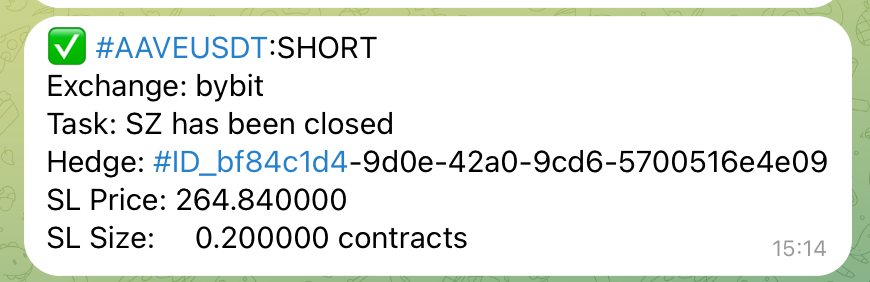 ✅ #AAVEUSDT:SHORT
Exchange: bybit
Task: SZ has been closed
Hedge: #ID_bf84c1d4-9d0e-42a0-9cd6-5700516e4e09
SL Price: 264.840000
SL Size: 0.200000 contracts
15:14